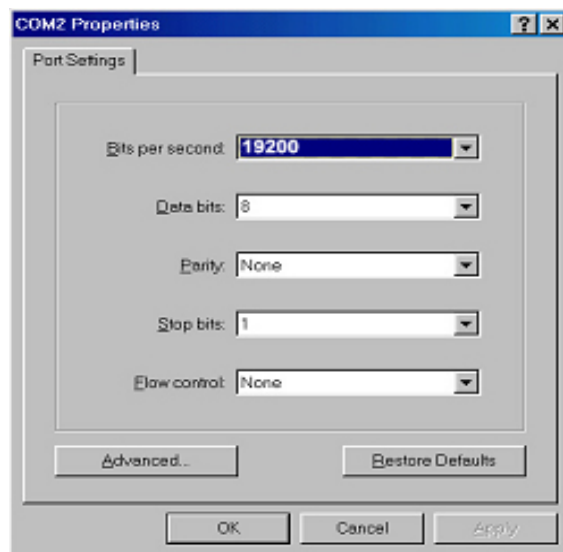 COM2 Properties
Port Settings
Bits per second: 19200
Data bits: 8
Parity: None
Stop bits: 1
Flow control: None
Advanced...
Restore Defaults
OK
Cancel
Apply